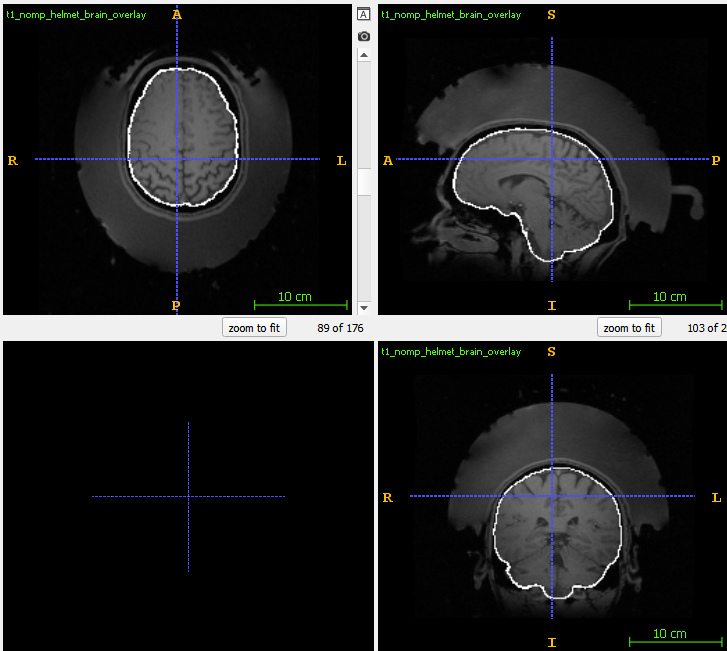 t1_nomp_helmet_brain_overlay
A
R
L
P
10 cm
zoom to fit
89 of 176
A
t1_nomp_helmet_brain_overlay
S
A
P
I
10 cm
zoom to fit
103 of 2
t1_nomp_helmet_brain_overlay
S
R
L
I
10 cm